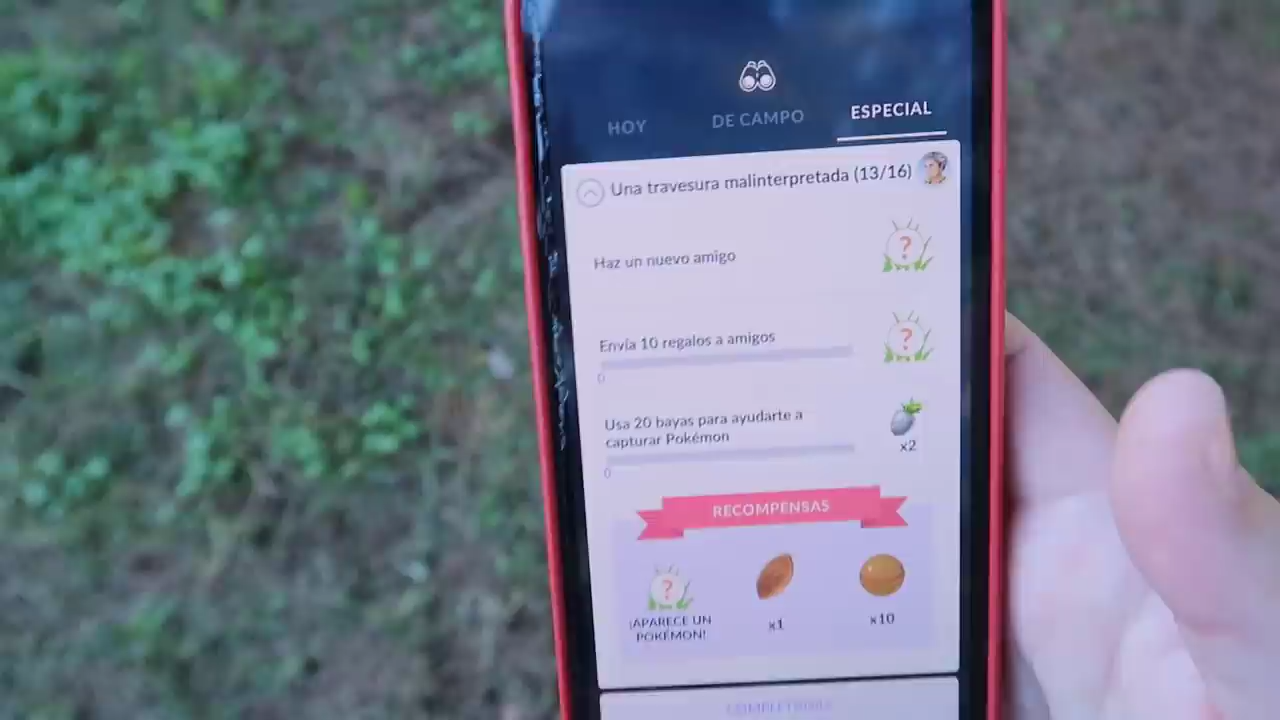 HOY
DE CAMPO
ESPECIAL
Una travesura malinterpretada (13/16)
Haz un nuevo amigo
?
Envía 10 regalos a amigos
?
0
Usa 20 bayas para ayudarte a
capturar Pokémon
x2
0
RECOMPENSAS
?
¡APARECE UN
POKÉMON!
x1
x10